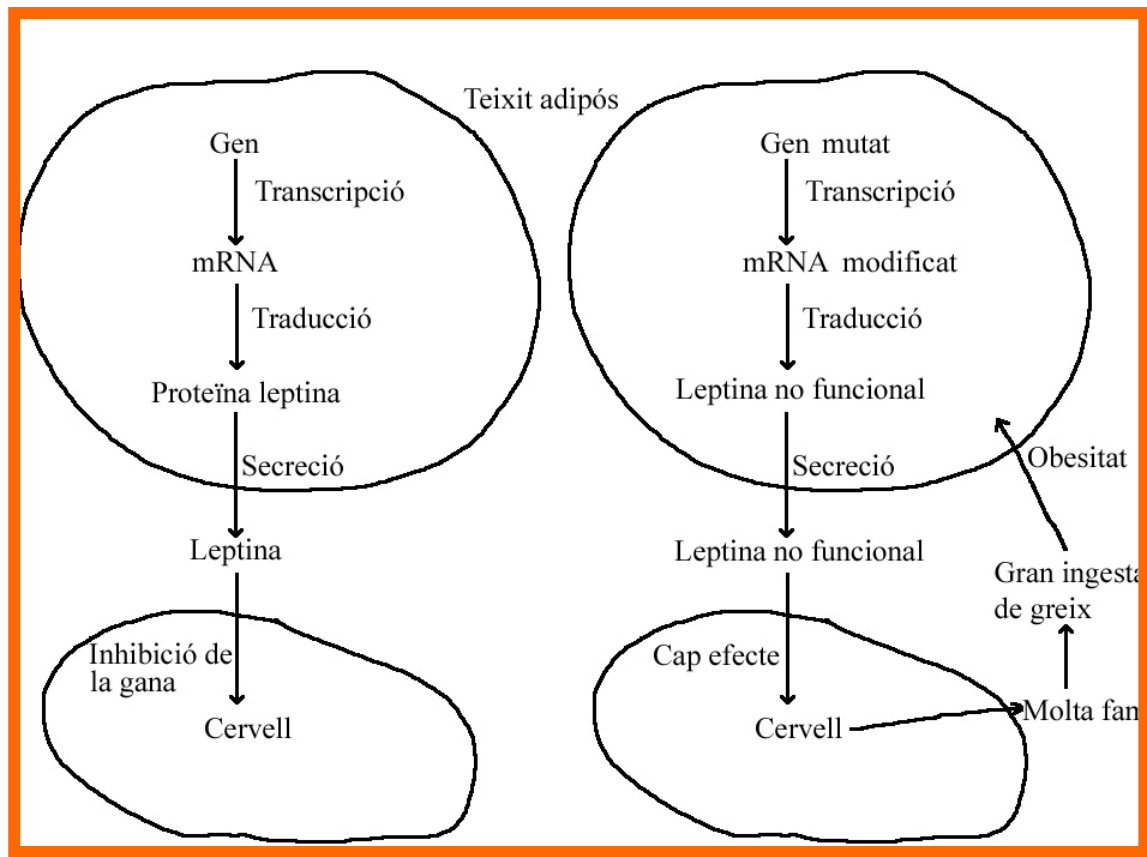 Teixit adipós
Gen
Transcripció
mRNA
Traducció
Proteïna leptina
Secreció
Leptina
Inhibició de
la gana
Cervell
Gen mutat
Transcripció
mRNA modificat
Traducció
Leptina no funcional
Secreció
Leptina no funcional
Cap efecte
Cervell
Molta fam
Gran ingesta
de greix
Obesitat